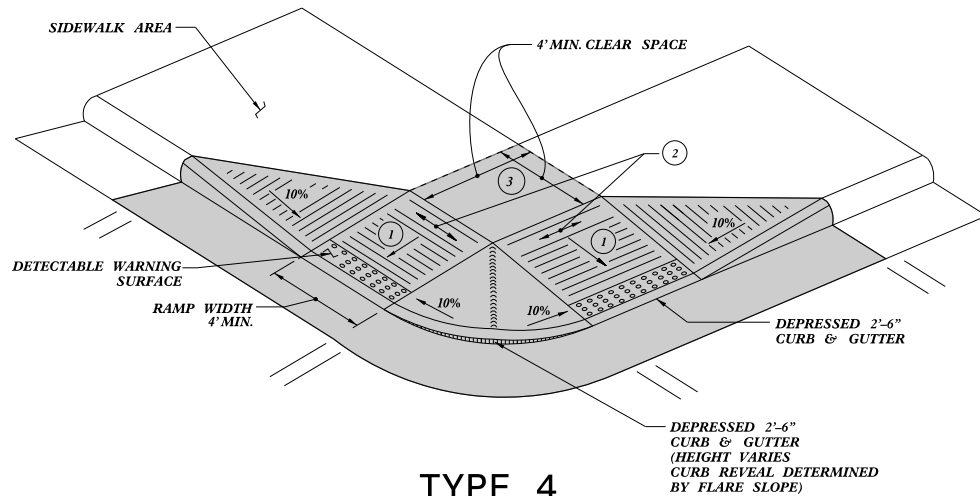 SIDEWALK AREA
4' MIN. CLEAR SPACE
2
3
10%
1
1
10%
DETECTABLE WARNING
SURFACE
RAMP WIDTH
4' MIN.
10%
10%
DEPRESSED 2'-6"
CURB & GUTTER
DEPRESSED 2'-6"
CURB & GUTTER
(HEIGHT VARIES
CURB REVEAL DETERMINED
BY FLARE SLOPE)
TYPE 4